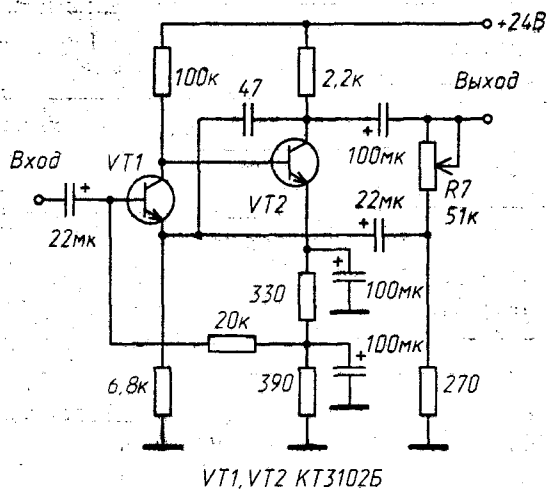 +24В
100к
2,2к
47
Выход
Вход
VT1
VT2
100мк
R7
51к
22мк
22мк
330
100мк
20к
100мк
6,8к
390
270
VT1, VT2 КТ3102Б